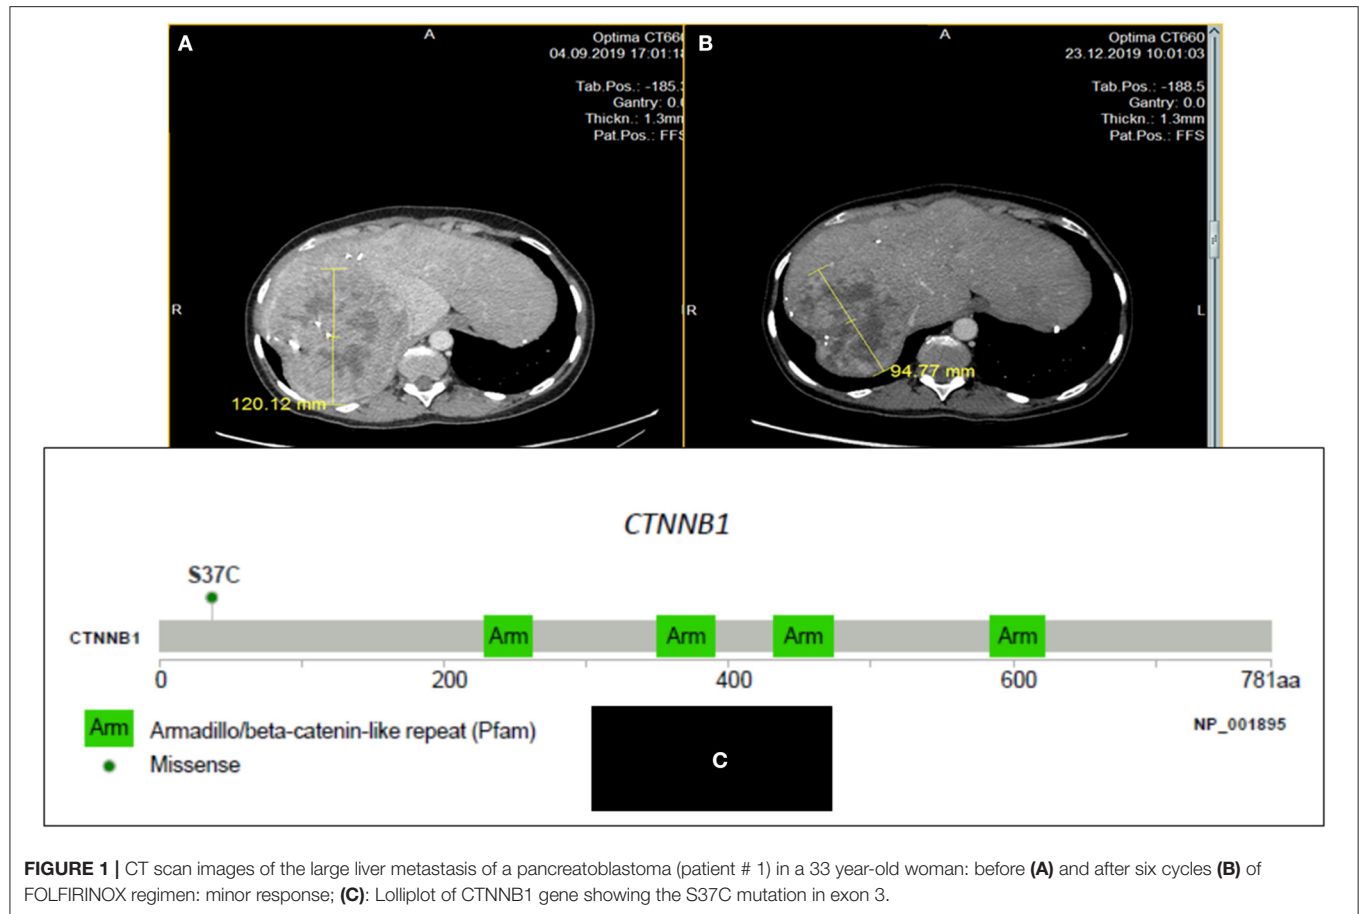 A
A
Optima CT660
04.09.2019 17:01:18
Tab.Pos.: -185.3
Gantry: 0.0
Thickn.: 1.3mm
Pat.Pos.: FFS
R
120.12 mm
B
A
Optima CT660
23.12.2019 10:01:03
Tab.Pos.: -188.5
Gantry: 0.0
Thickn.: 1.3mm
Pat.Pos.: FFS
R
L
94.77 mm
CTNNB1
S37C
CTNNB1
Arm Arm Arm Arm
0 200 400 600 781aa
Arm Armadillo/beta-catenin-like repeat (Pfam)
NP_001895
Missense
C
FIGURE 1 | CT scan images of the large liver metastasis of a pancreatoblastoma (patient # 1) in a 33 year-old woman: before (A) and after six cycles (B) of
FOLFIRINOX regimen: minor response; (C): Lolliplot of CTNNB1 gene showing the S37C mutation in exon 3.